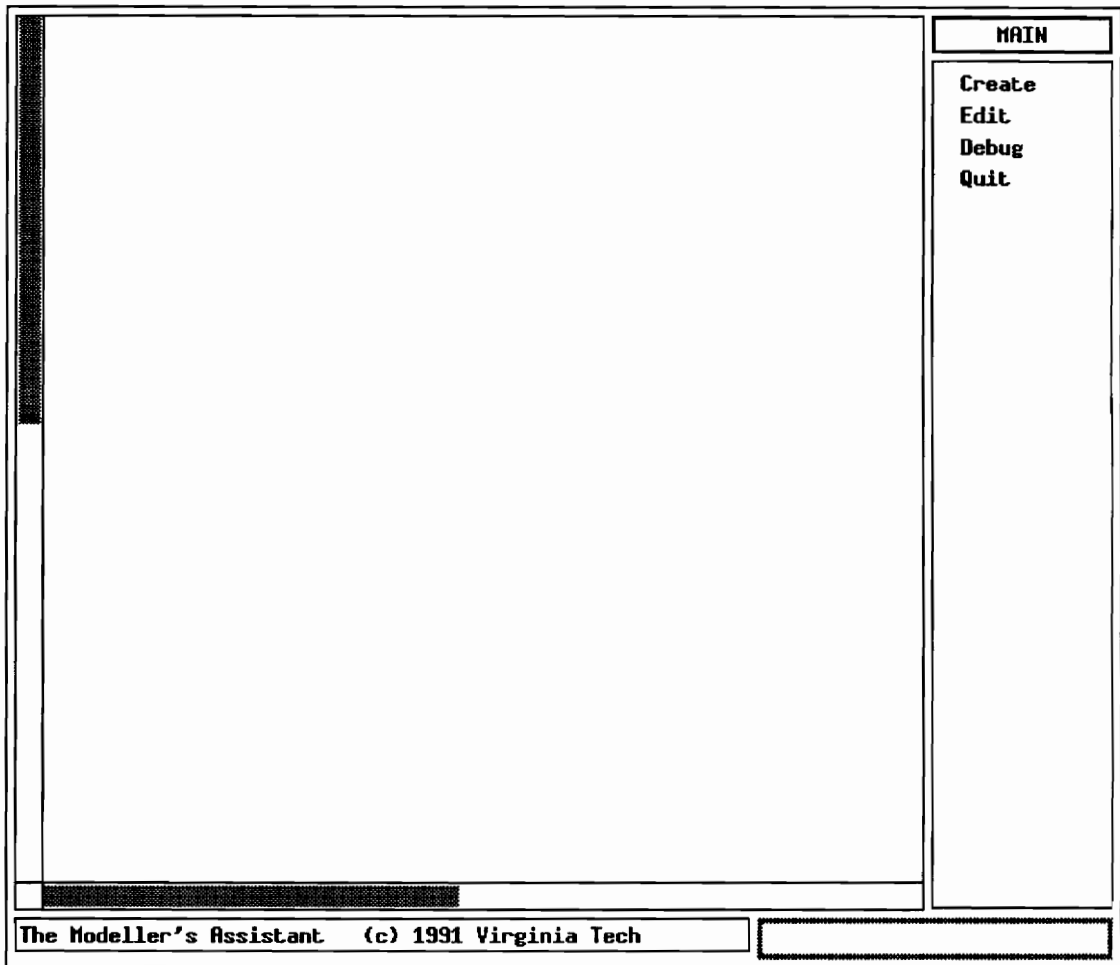 MAIN
Create
Edit
Debug
Quit
The Modeller's Assistant (c) 1991 Virginia Tech